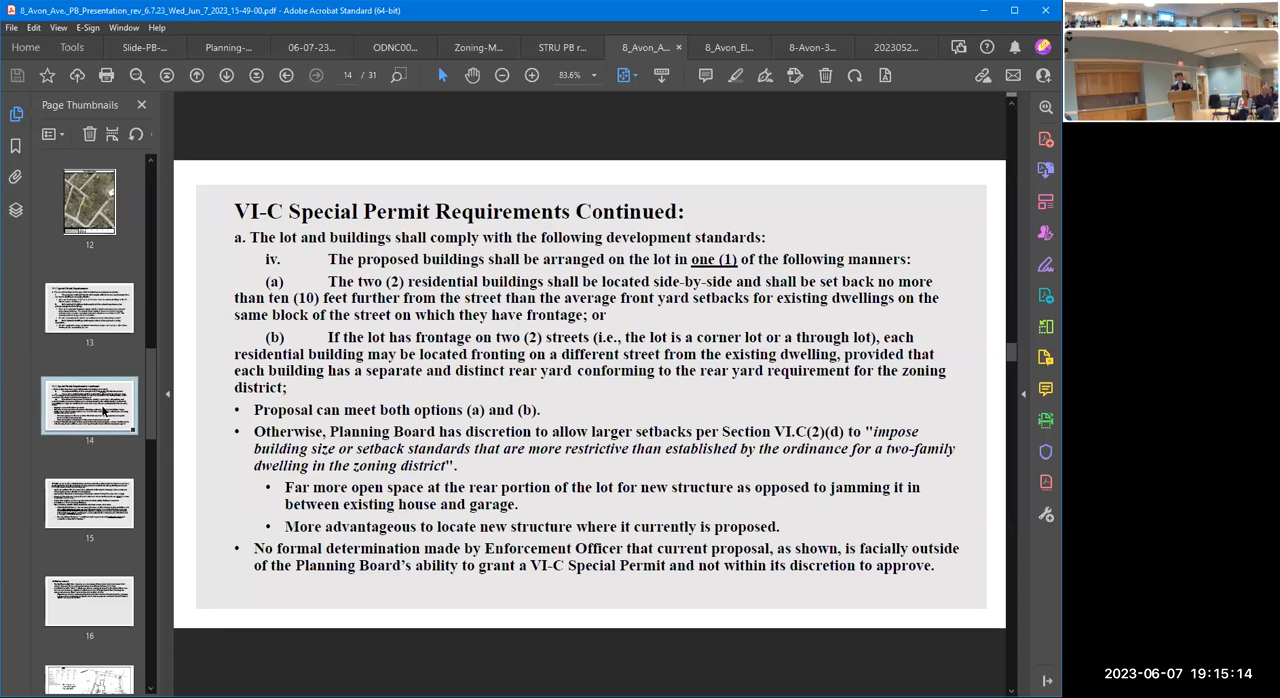 8_Avon_Ave._PB_Presentation_rev_6.7.23_Wed_Jun_7_2023_15-49-00.pdf - Adobe Acrobat Standard (64-bit)
File Edit View E-Sign Window Help
Home Tools Slide-PB-... Planning-... 06-07-23... ODNC00... Zoning-M... STRU PB r... 8_Avon_A... 8_Avon_El... 8-Avon-3... 2023052...
14 / 31 83.6%
Page Thumbnails
12
13
14
15
16
VI-C Special Permit Requirements Continued:
a. The lot and buildings shall comply with the following development standards:
iv. The proposed buildings shall be arranged on the lot in one (1) of the following manners:
(a) The two (2) residential buildings shall be located side-by-side and shall be set back no more
than ten (10) feet further from the street than the average front yard setbacks for existing dwellings on the
same block of the street on which they have frontage; or
(b) If the lot has frontage on two (2) streets (i.e., the lot is a corner lot or a through lot), each
residential building may be located fronting on a different street from the existing dwelling, provided that
each building has a separate and distinct rear yard conforming to the rear yard requirement for the zoning
district;
• Proposal can meet both options (a) and (b).
• Otherwise, Planning Board has discretion to allow larger setbacks per Section VI.C(2)(d) to "impose
building size or setback standards that are more restrictive than established by the ordinance for a two-family
dwelling in the zoning district".
• Far more open space at the rear portion of the lot for new structure as opposed to jamming it in
between existing house and garage.
• More advantageous to locate new structure where it currently is proposed.
• No formal determination made by Enforcement Officer that current proposal, as shown, is facially outside
of the Planning Board's ability to grant a VI-C Special Permit and not within its discretion to approve.
2023-06-07 19:15:14